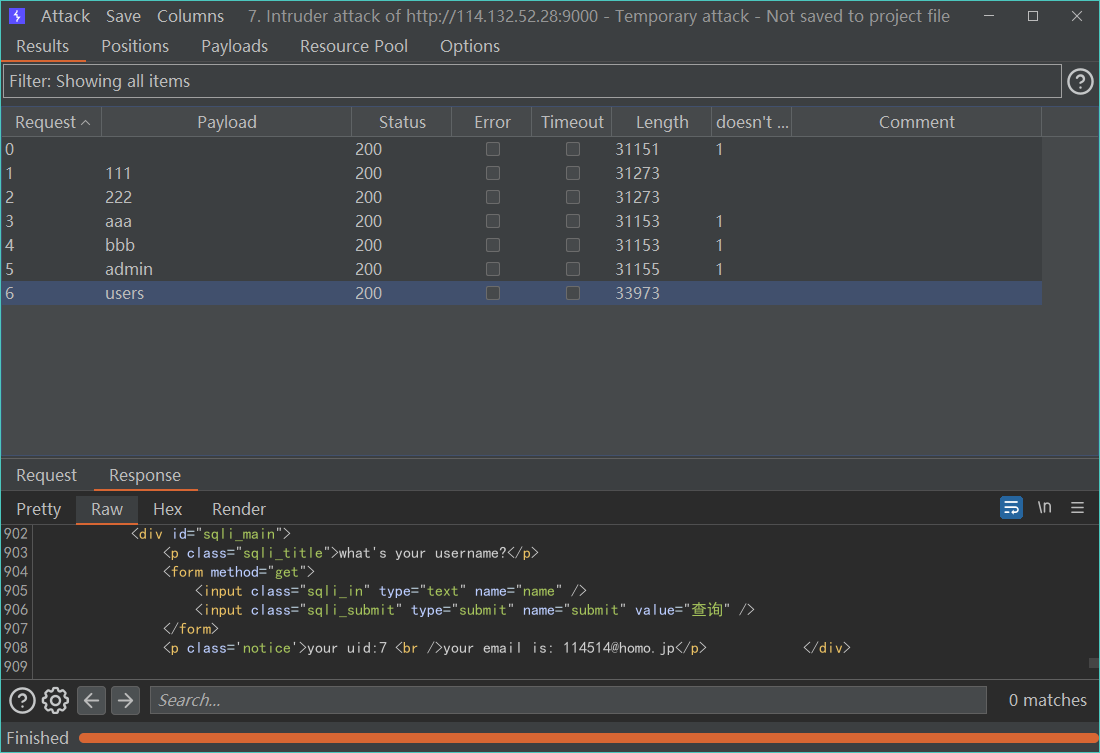 Attack Save Columns 7. Intruder attack of http://114.132.52.28:9000 - Temporary attack - Not saved to project file
Results Positions Payloads Resource Pool Options
Filter: Showing all items
Request Payload Status Error Timeout Length doesn't ... Comment
0 200 31151 1
1 111 200 31273
2 222 200 31273
3 aaa 200 31153 1
4 bbb 200 31153 1
5 admin 200 31155 1
6 users 200 33973
Request Response
Pretty Raw Hex Render \n
902 <div id="sqli_main">
903 <p class="sqli_title">what's your username?</p>
904 <form method="get">
905 <input class="sqli_in" type="text" name="name" />
906 <input class="sqli_submit" type="submit" name="submit" value="查询" />
907 </form>
908 <p class='notice'>your uid:7 <br />your email is: 114514@homo.jp</p> </div>
909
Search... 0 matches
Finished